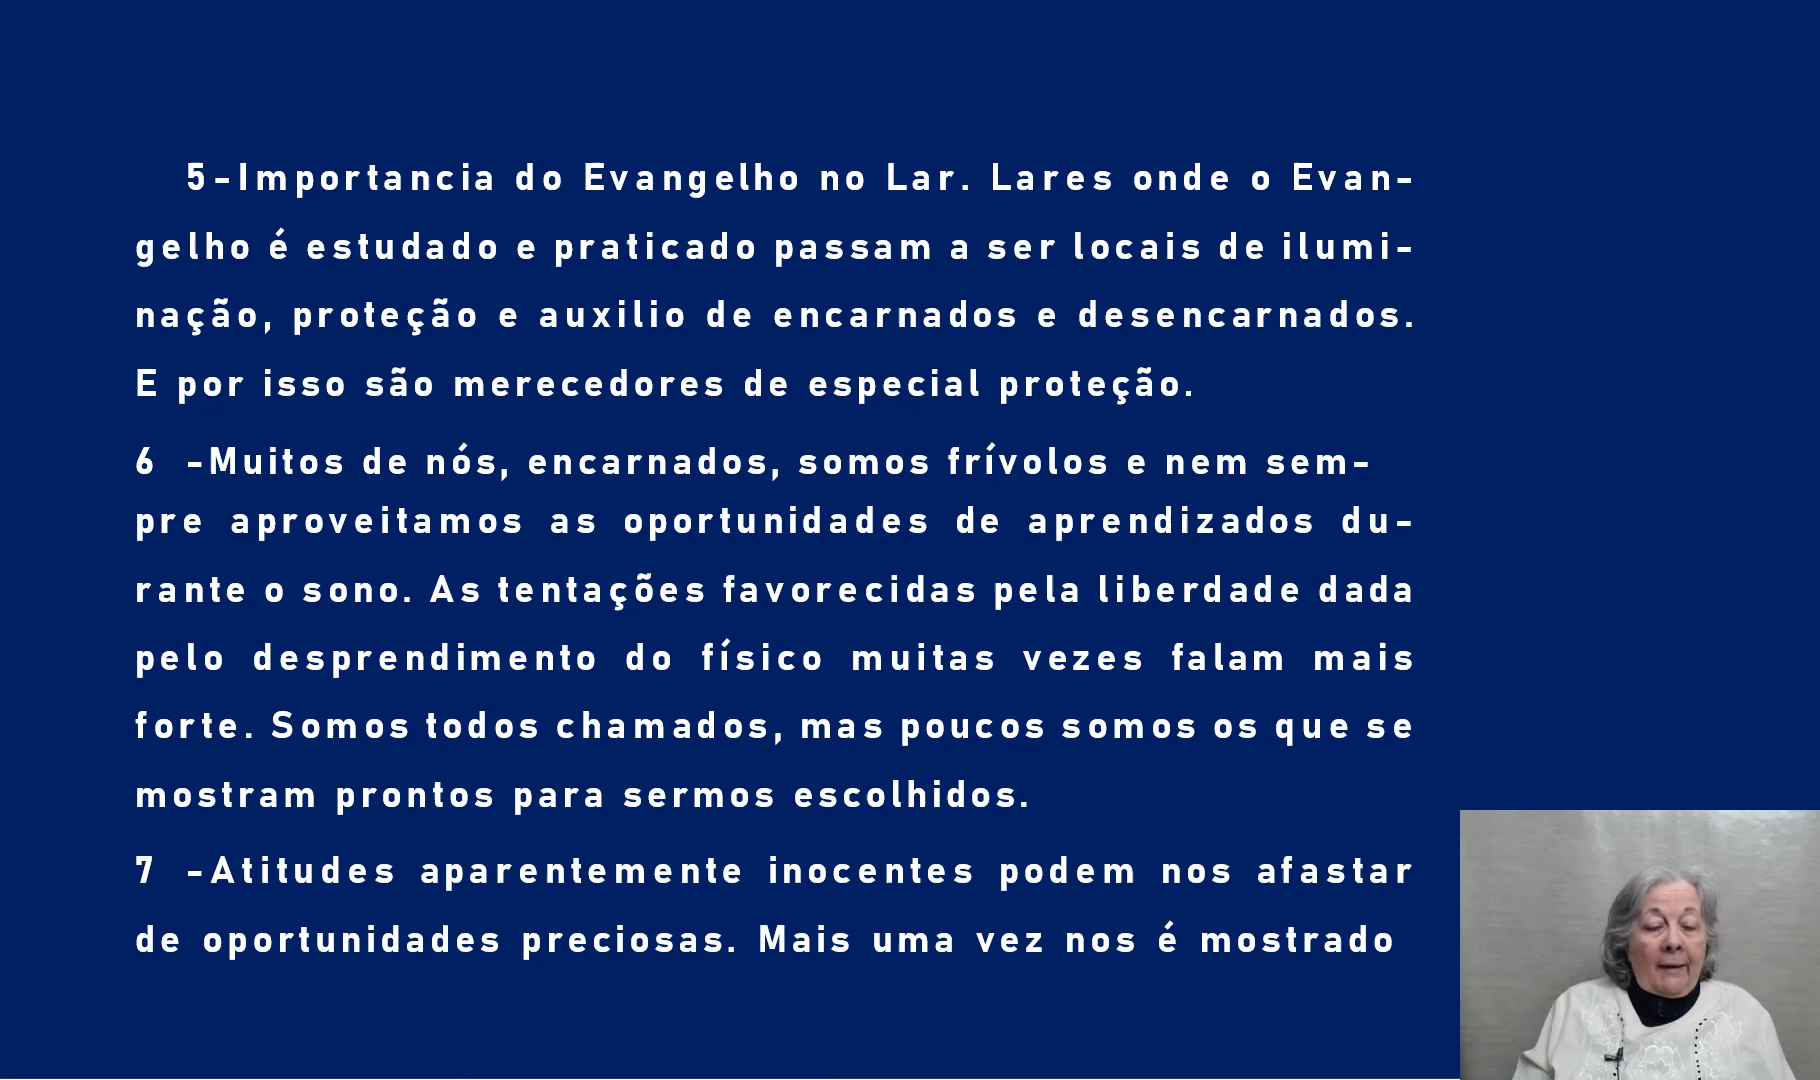 5-Importancia do Evangelho no Lar. Lares onde o Evan-
gelho é estudado e praticado passam a ser locais de ilumi-
nação, proteção e auxilio de encarnados e desencarnados.
E por isso são merecedores de especial proteção.
6 -Muitos de nós, encarnados, somos frívolos e nem sem-
pre aproveitamos as oportunidades de aprendizados du-
rante o sono. As tentações favorecidas pela liberdade dada
pelo desprendimento do físico muitas vezes falam mais
forte. Somos todos chamados, mas poucos somos os que se
mostram prontos para sermos escolhidos.
7 -Atitudes aparentemente inocentes podem nos afastar
de oportunidades preciosas. Mais uma vez nos é mostrado